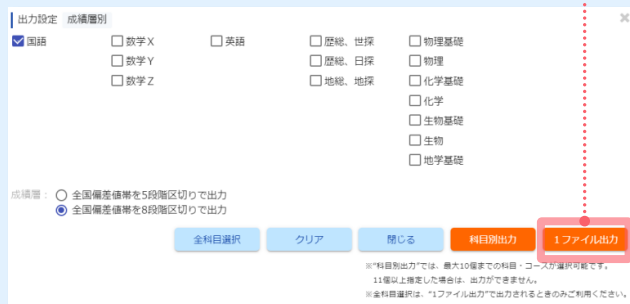 出力設定 成績層別
国語 数学X 英語 歴総、世探 物理基礎
数学Y 歴総、日探 物理
数学Z 地総、地探 化学基礎
化学
生物基礎
生物
地学基礎
成績層： 全国偏差値帯を5段階区切りで出力
全国偏差値帯を8段階区切りで出力
全科目選択 クリア 閉じる 科目別出力 1ファイル出力
※"科目別出力"では、最大10個までの科目・コースが選択可能です。
11個以上指定した場合は、出力ができません。
※全科目選択は、"1ファイル出力"で出力されるときのみご利用ください。